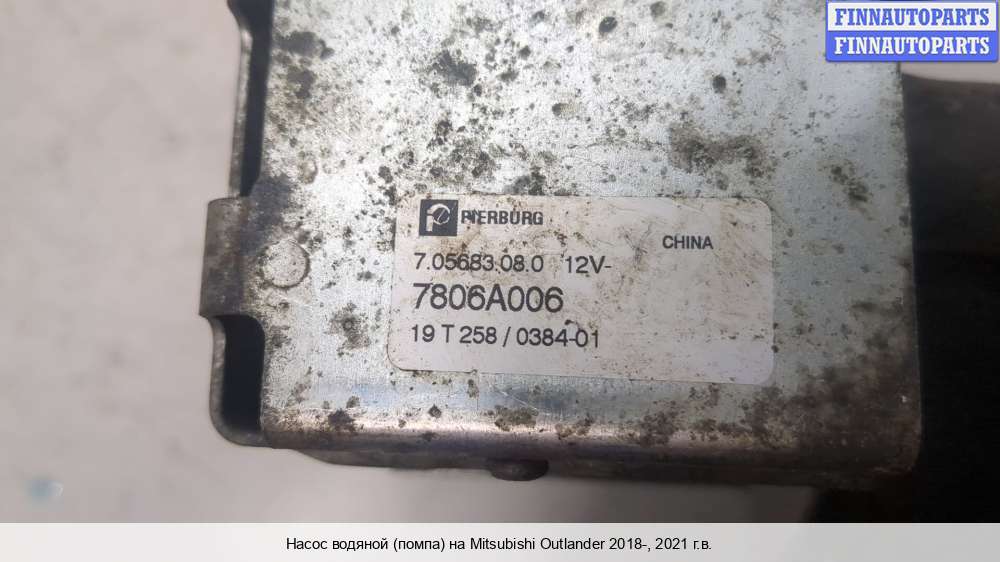 FINNAUTOPARTS
FINNAUTOPARTS
PIERBURG
CHINA
7.05683.08.0 12V-
7806A006
19 T 258 / 0384-01
Насос водяной (помпа) на Mitsubishi Outlander 2018-, 2021 г.в.